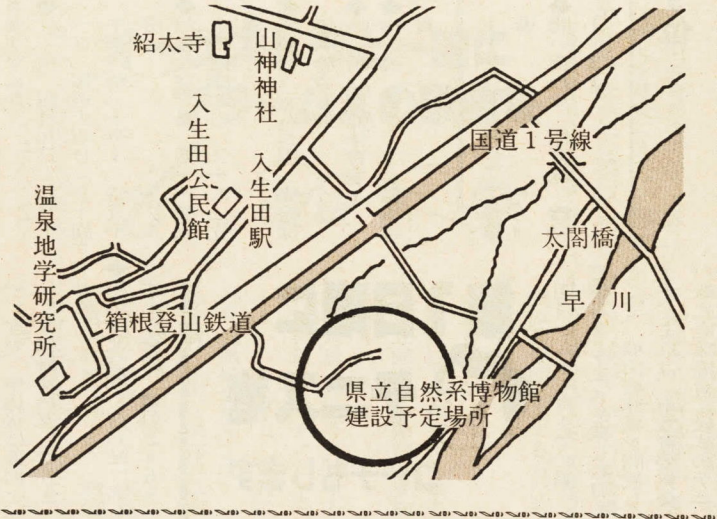 紹太寺
山神神社
入生田公民館
入生田駅
国道1号線
温泉地学研究所
太閤橋
早川
箱根登山鉄道
県立自然系博物館
建設予定場所